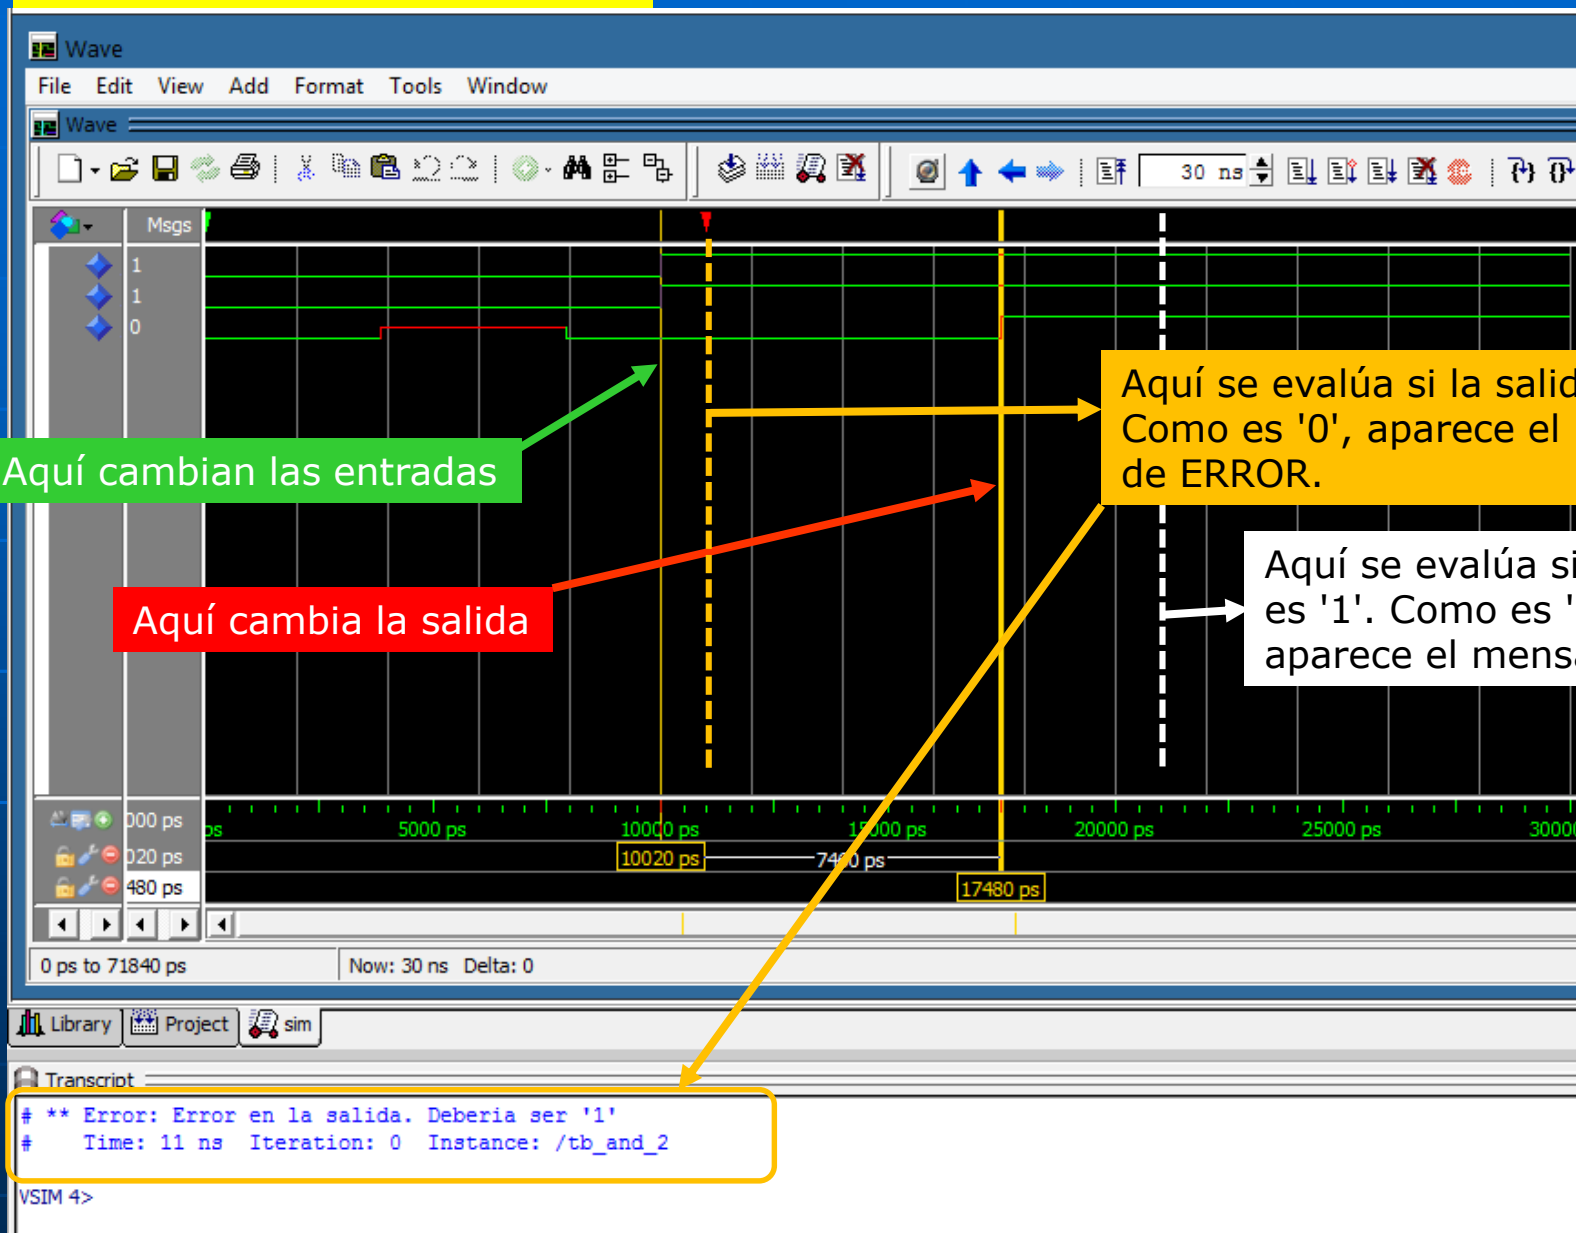 Wave
File Edit View Add Format Tools Window
Wave
30 ns
Msgs
1
1
0
Aquí se evalúa si la salid
Como es '0', aparece el
de ERROR.
Aquí cambian las entradas
Aquí se evalúa si
es '1'. Como es '
aparece el mensa
Aquí cambia la salida
000 ps
ps 5000 ps 10000 ps 15000 ps 20000 ps 25000 ps 30000
020 ps
10020 ps 7460 ps
480 ps
17480 ps
0 ps to 71840 ps Now: 30 ns Delta: 0
Library Project sim
Transcript
# ** Error: Error en la salida. Deberia ser '1'
# Time: 11 ns Iteration: 0 Instance: /tb_and_2
VSIM 4>